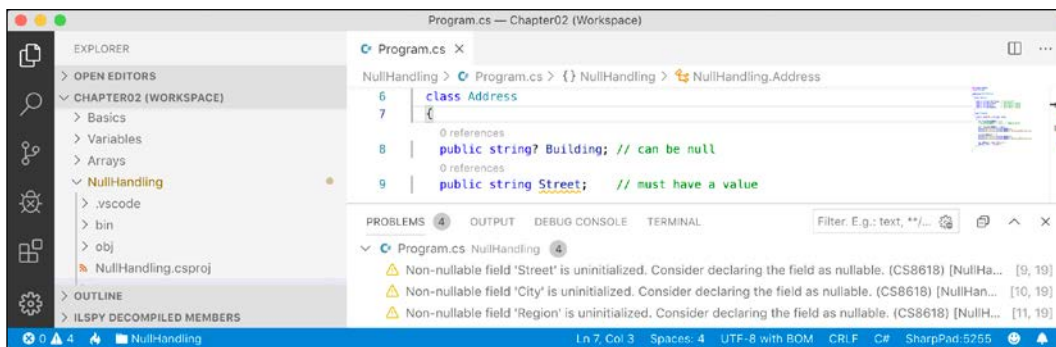 Program.cs — Chapter02 (Workspace)
EXPLORER
> OPEN EDITORS
CHAPTER02 (WORKSPACE)
> Basics
> Variables
> Arrays
NullHandling
> .vscode
> bin
> obj
NullHandling.csproj
> OUTLINE
> ILSPY DECOMPILED MEMBERS
Program.cs ×
NullHandling > Program.cs > {} NullHandling > NullHandling.Address
6 class Address
7 {
0 references
8 public string? Building; // can be null
0 references
9 public string Street; // must have a value
PROBLEMS 4 OUTPUT DEBUG CONSOLE TERMINAL Filter. E.g.: text, **/...
Program.cs NullHandling 4
Non-nullable field 'Street' is uninitialized. Consider declaring the field as nullable. (CS8618) [NullHa... [9, 19]
Non-nullable field 'City' is uninitialized. Consider declaring the field as nullable. (CS8618) [NullHan... [10, 19]
Non-nullable field 'Region' is uninitialized. Consider declaring the field as nullable. (CS8618) [NullH... [11, 19]
0 4 NullHandling Ln 7, Col 3 Spaces: 4 UTF-8 with BOM CRLF C# SharpPad:5255